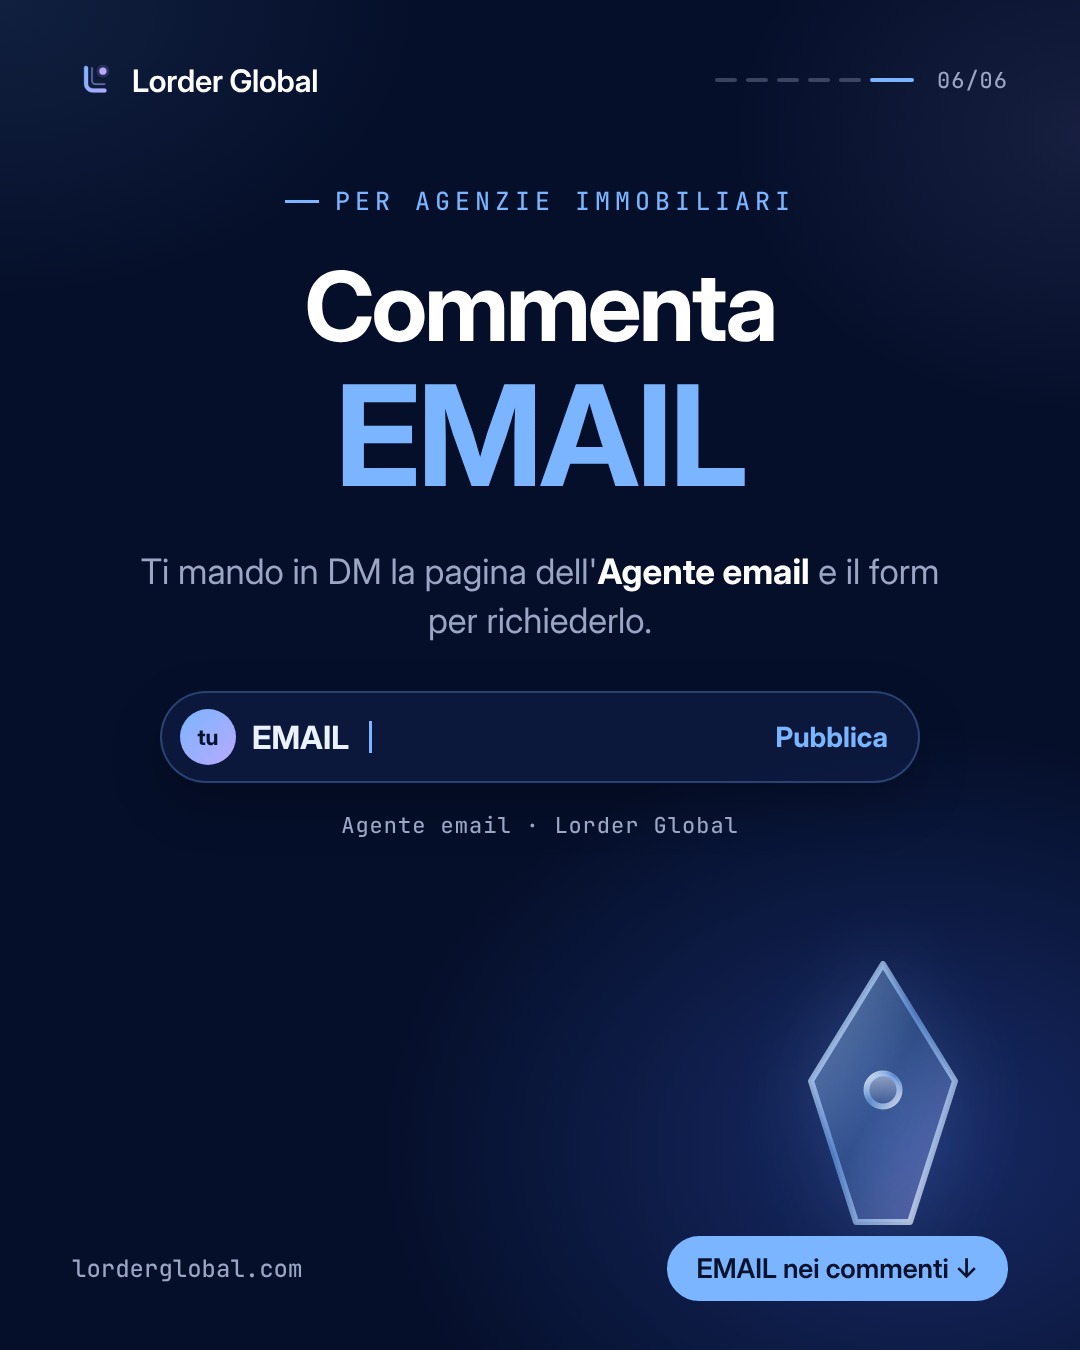 Lorder Global
06/06
PER AGENZIE IMMOBILIARI
Commenta
EMAIL
Ti mando in DM la pagina dell'Agente email e il form
per richiederlo.
tu EMAIL Pubblica
Agente email · Lorder Global
lorderglobal.com
EMAIL nei commenti ↓